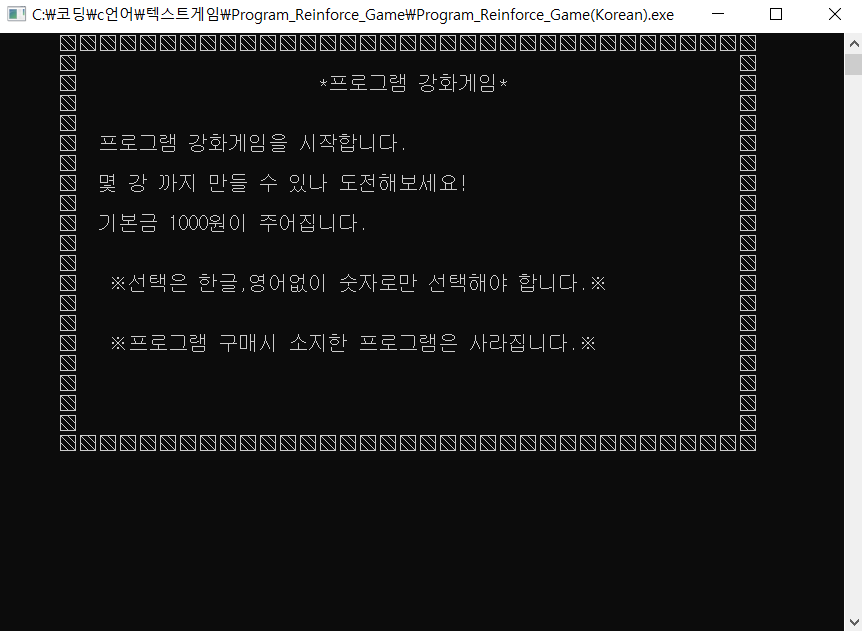 C:₩코딩₩c언어₩텍스트게임₩Program_Reinforce_Game₩Program_Reinforce_Game(Korean).exe
*프로그램 강화게임*
프로그램 강화게임을 시작합니다.
몇 강 까지 만들 수 있나 도전해보세요!
기본금 1000원이 주어집니다.
※선택은 한글,영어없이 숫자로만 선택해야 합니다.※
※프로그램 구매시 소지한 프로그램은 사라집니다.※